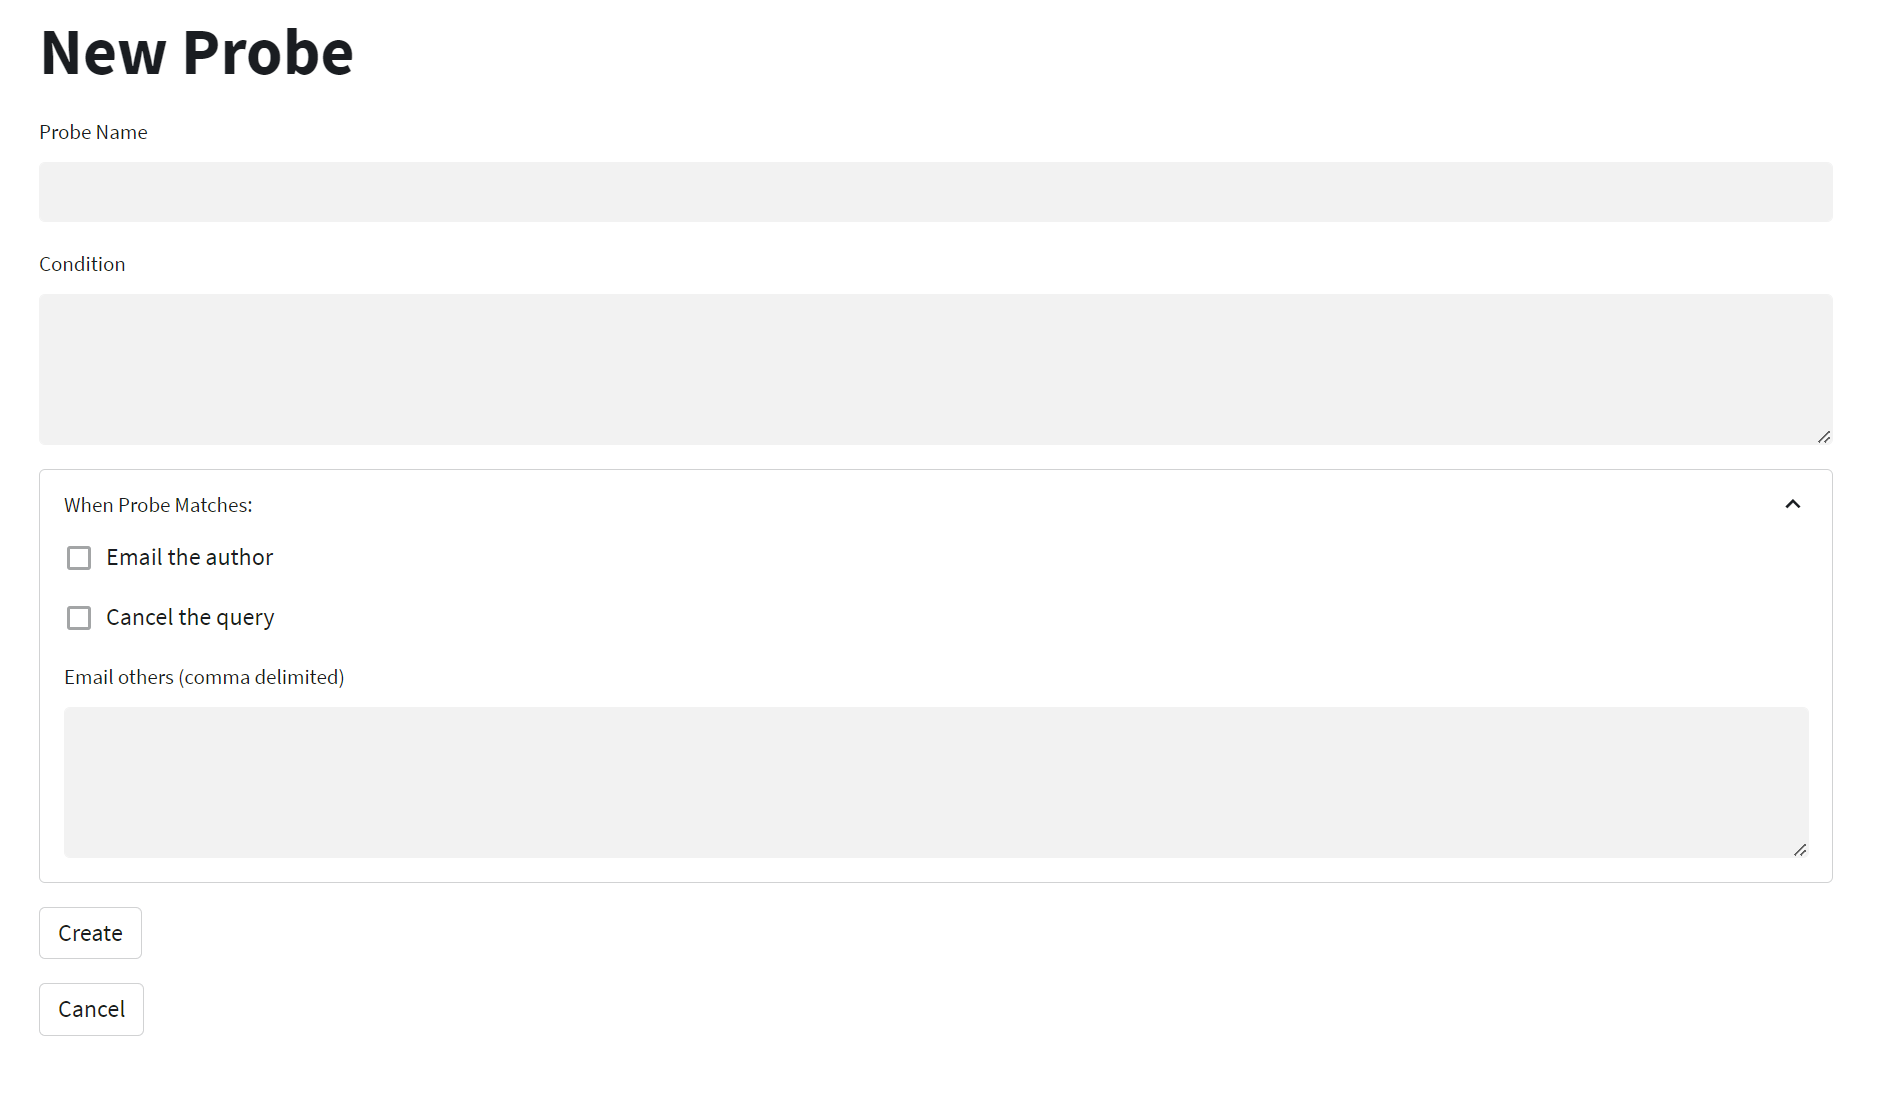 New Probe
Probe Name
Condition
When Probe Matches:
Email the author
Cancel the query
Email others (comma delimited)
Create
Cancel